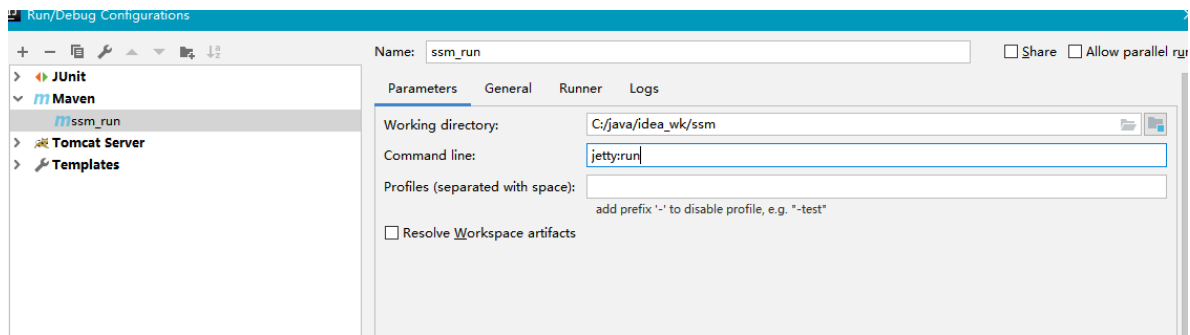 Run/Debug Configurations
Name: ssm_run Share Allow parallel run
JUnit
Maven
ssm_run
Tomcat Server
Templates
Parameters General Runner Logs
Working directory: C:/java/idea_wk/ssm
Command line: jetty:run
Profiles (separated with space):
add prefix '-' to disable profile, e.g. "-test"
Resolve Workspace artifacts